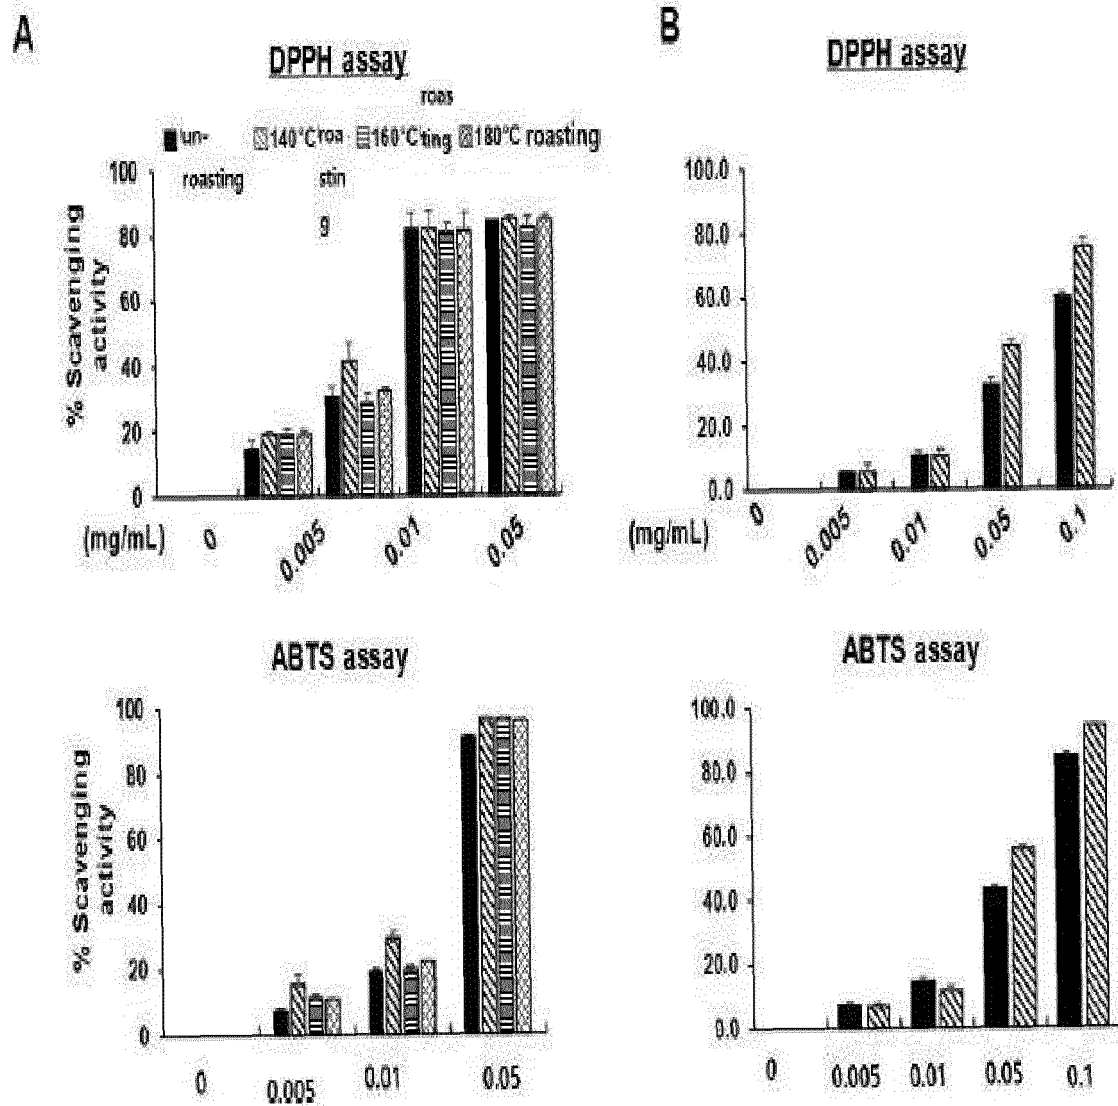 A
B
DPPH assay
DPPH assay
roas
un-
140°C roa
160°C ting
180°C roasting
roasting
stin
g
100
80
60
40
20
0
% Scavenging
activity
(mg/mL)
0
0.005
0.01
0.05
100.0
80.0
60.0
40.0
20.0
0.0
(mg/mL)
0
0.005
0.01
0.05
0.1
ABTS assay
ABTS assay
100
80
60
40
20
0
% Scavenging
activity
0
0.005
0.01
0.05
100.0
80.0
60.0
40.0
20.0
0.0
0
0.005
0.01
0.05
0.1